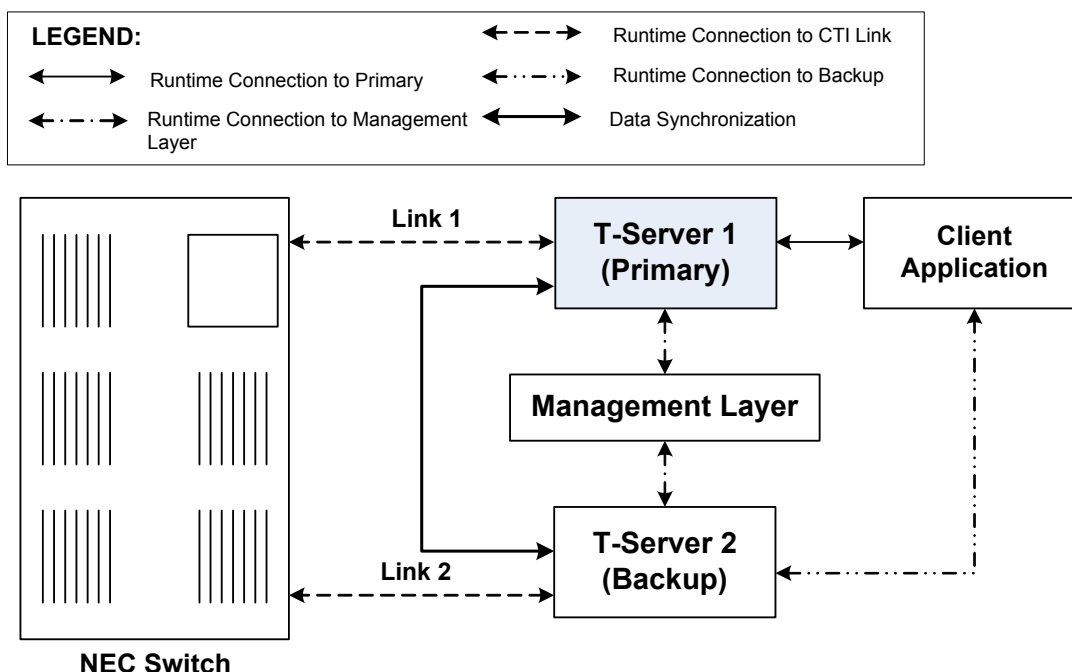 LEGEND:
Runtime Connection to Primary
Runtime Connection to Management
Layer
Runtime Connection to CTI Link
Runtime Connection to Backup
Data Synchronization
Link 1
T-Server 1
(Primary)
Client
Application
Management Layer
T-Server 2
(Backup)
Link 2
NEC Switch